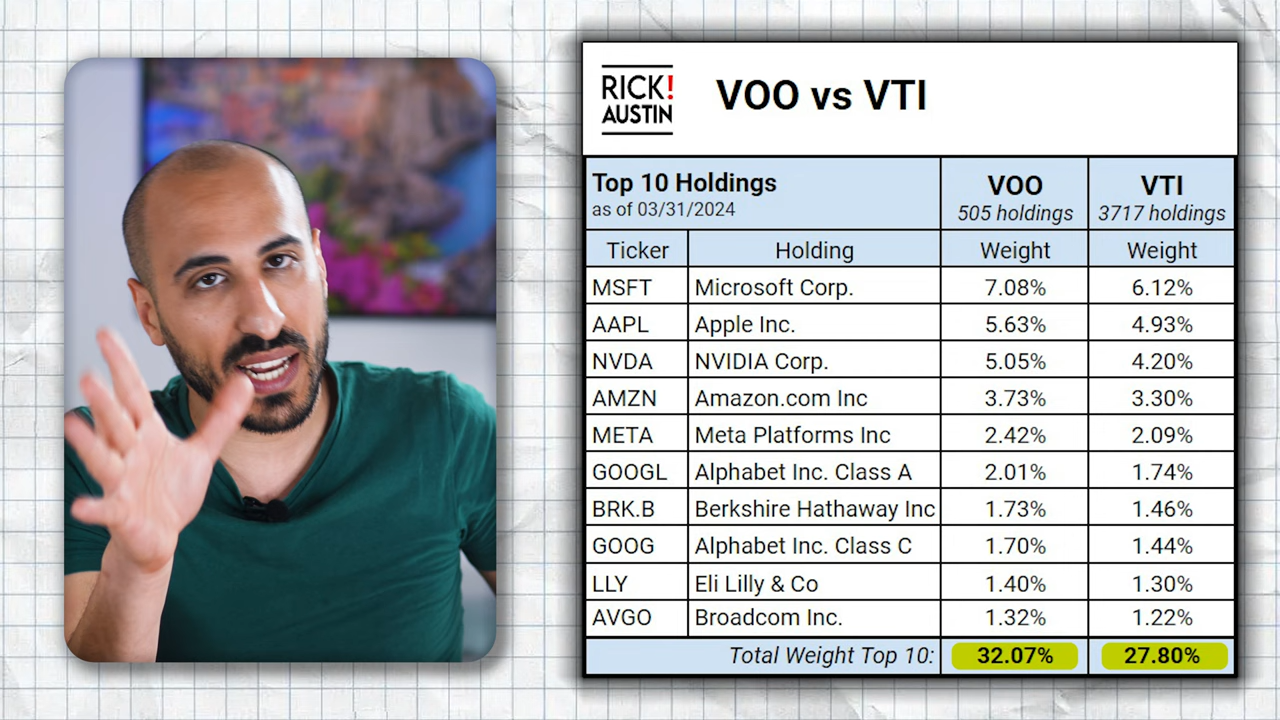 RICK!
AUSTIN
VOO vs VTI
Top 10 Holdings VOO VTI
as of 03/31/2024 505 holdings 3717 holdings
Ticker Holding Weight Weight
MSFT Microsoft Corp. 7.08% 6.12%
AAPL Apple Inc. 5.63% 4.93%
NVDA NVIDIA Corp. 5.05% 4.20%
AMZN Amazon.com Inc 3.73% 3.30%
META Meta Platforms Inc 2.42% 2.09%
GOOGL Alphabet Inc. Class A 2.01% 1.74%
BRK.B Berkshire Hathaway Inc 1.73% 1.46%
GOOG Alphabet Inc. Class C 1.70% 1.44%
LLY Eli Lilly & Co 1.40% 1.30%
AVGO Broadcom Inc. 1.32% 1.22%
Total Weight Top 10: 32.07% 27.80%